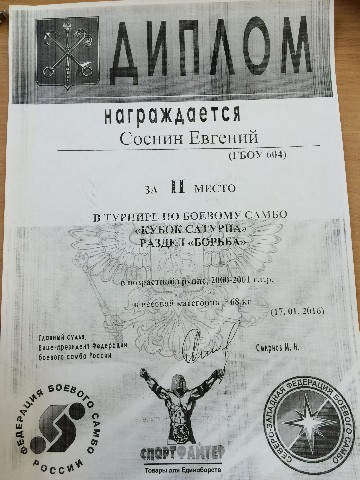 ДИПЛОМ
награждается
Соснин Евгений
(ГБОУ 604)
ЗА II МЕСТО
В ТУРНИРЕ ПО БОЕВОМУ САМБО
«КУБОК САТУРНА»
РАЗДЕЛ «БОРЬБА»
в возрастной группе, 2000-2001 г.г.р.
в весовой категории 68 кг
(17. 01. 2016)
Главный судья,
Вице-президент Федерации
боевого самбо России
Смирнов М. Н.
ФЕДЕРАЦИЯ БОЕВОГО САМБО РОССИИ
СПОРТФАЙТЕР
Товары для Единоборств
СЕВЕРО-ЗАПАДНАЯ ФЕДЕРАЦИЯ БОЕВОГО САМБО